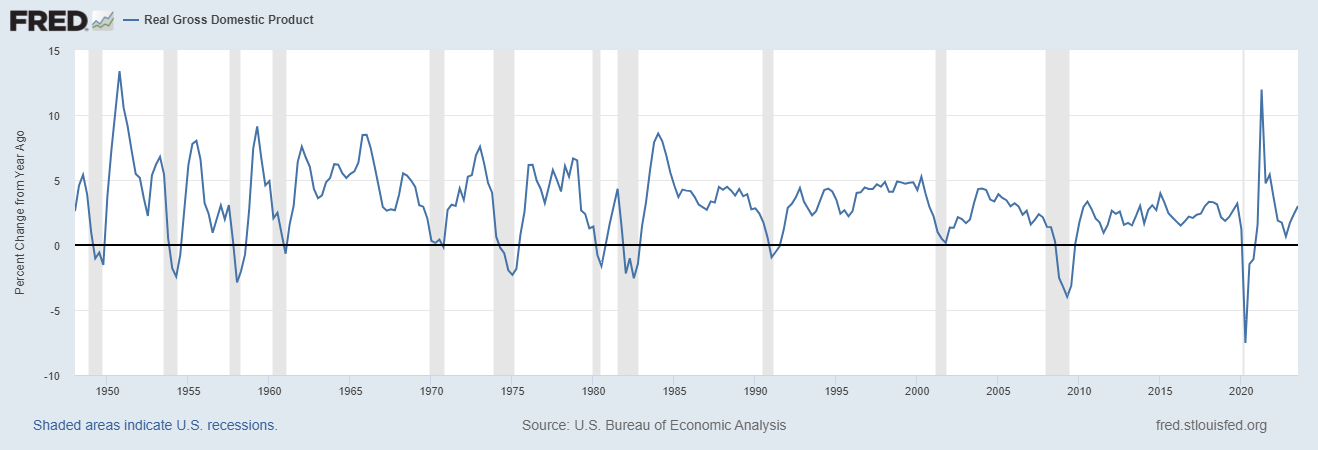 FRED Real Gross Domestic Product
Percent Change from Year Ago
15
10
5
0
-5
-10
1950 1955 1960 1965 1970 1975 1980 1985 1990 1995 2000 2005 2010 2015 2020
Shaded areas indicate U.S. recessions. Source: U.S. Bureau of Economic Analysis fred.stlouisfed.org